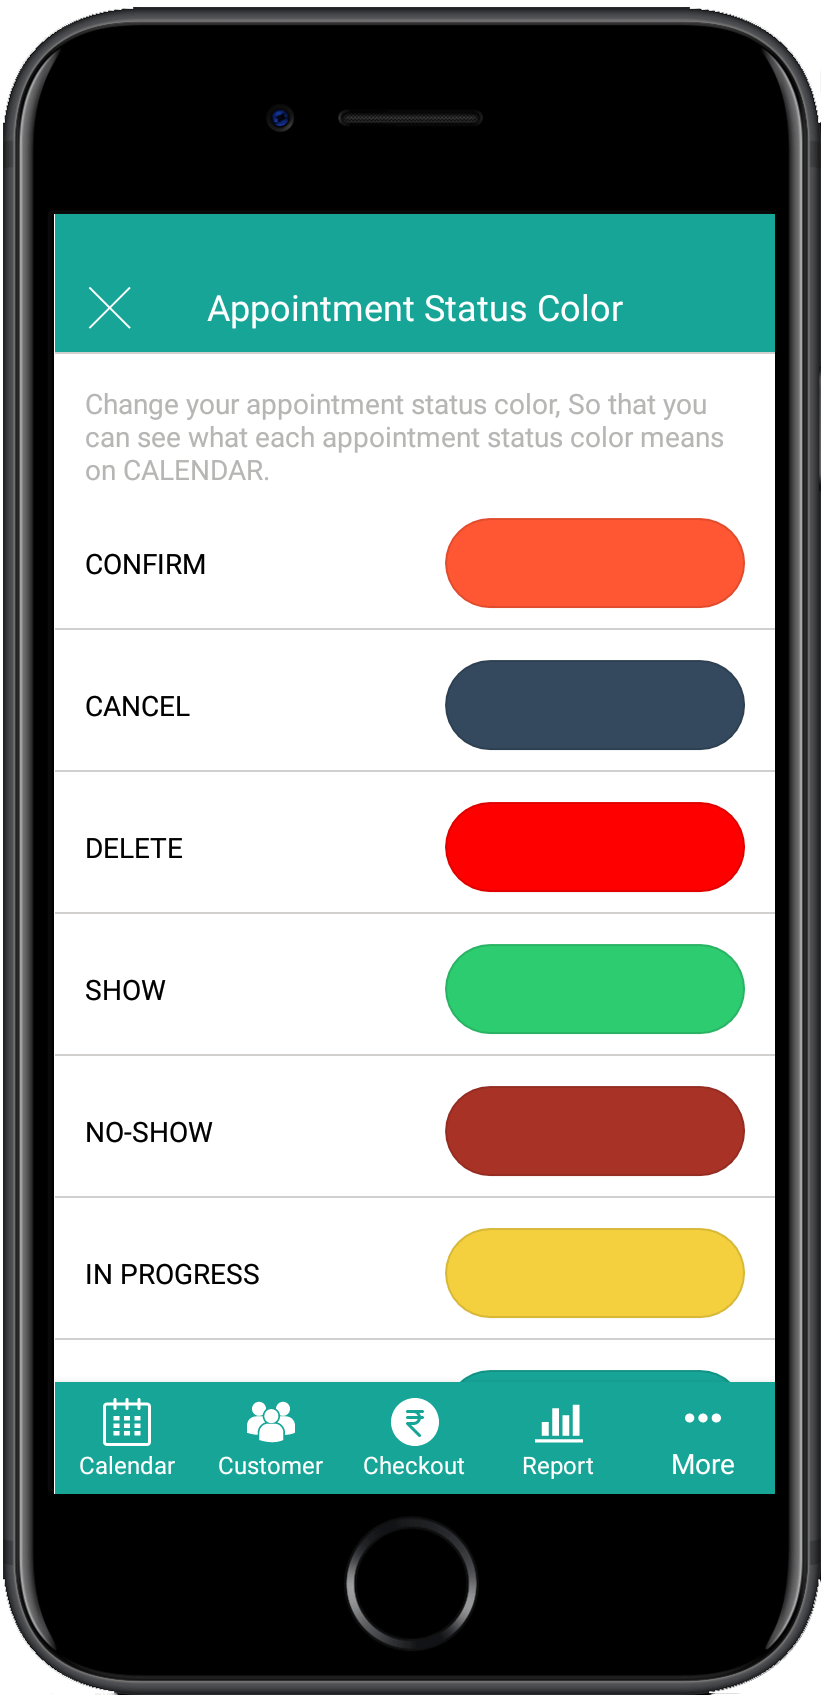 Appointment Status Color
Change your appointment status color, So that you
can see what each appointment status color means
on CALENDAR.
CONFIRM
CANCEL
DELETE
SHOW
NO-SHOW
IN PROGRESS
Calendar Customer Checkout Report More